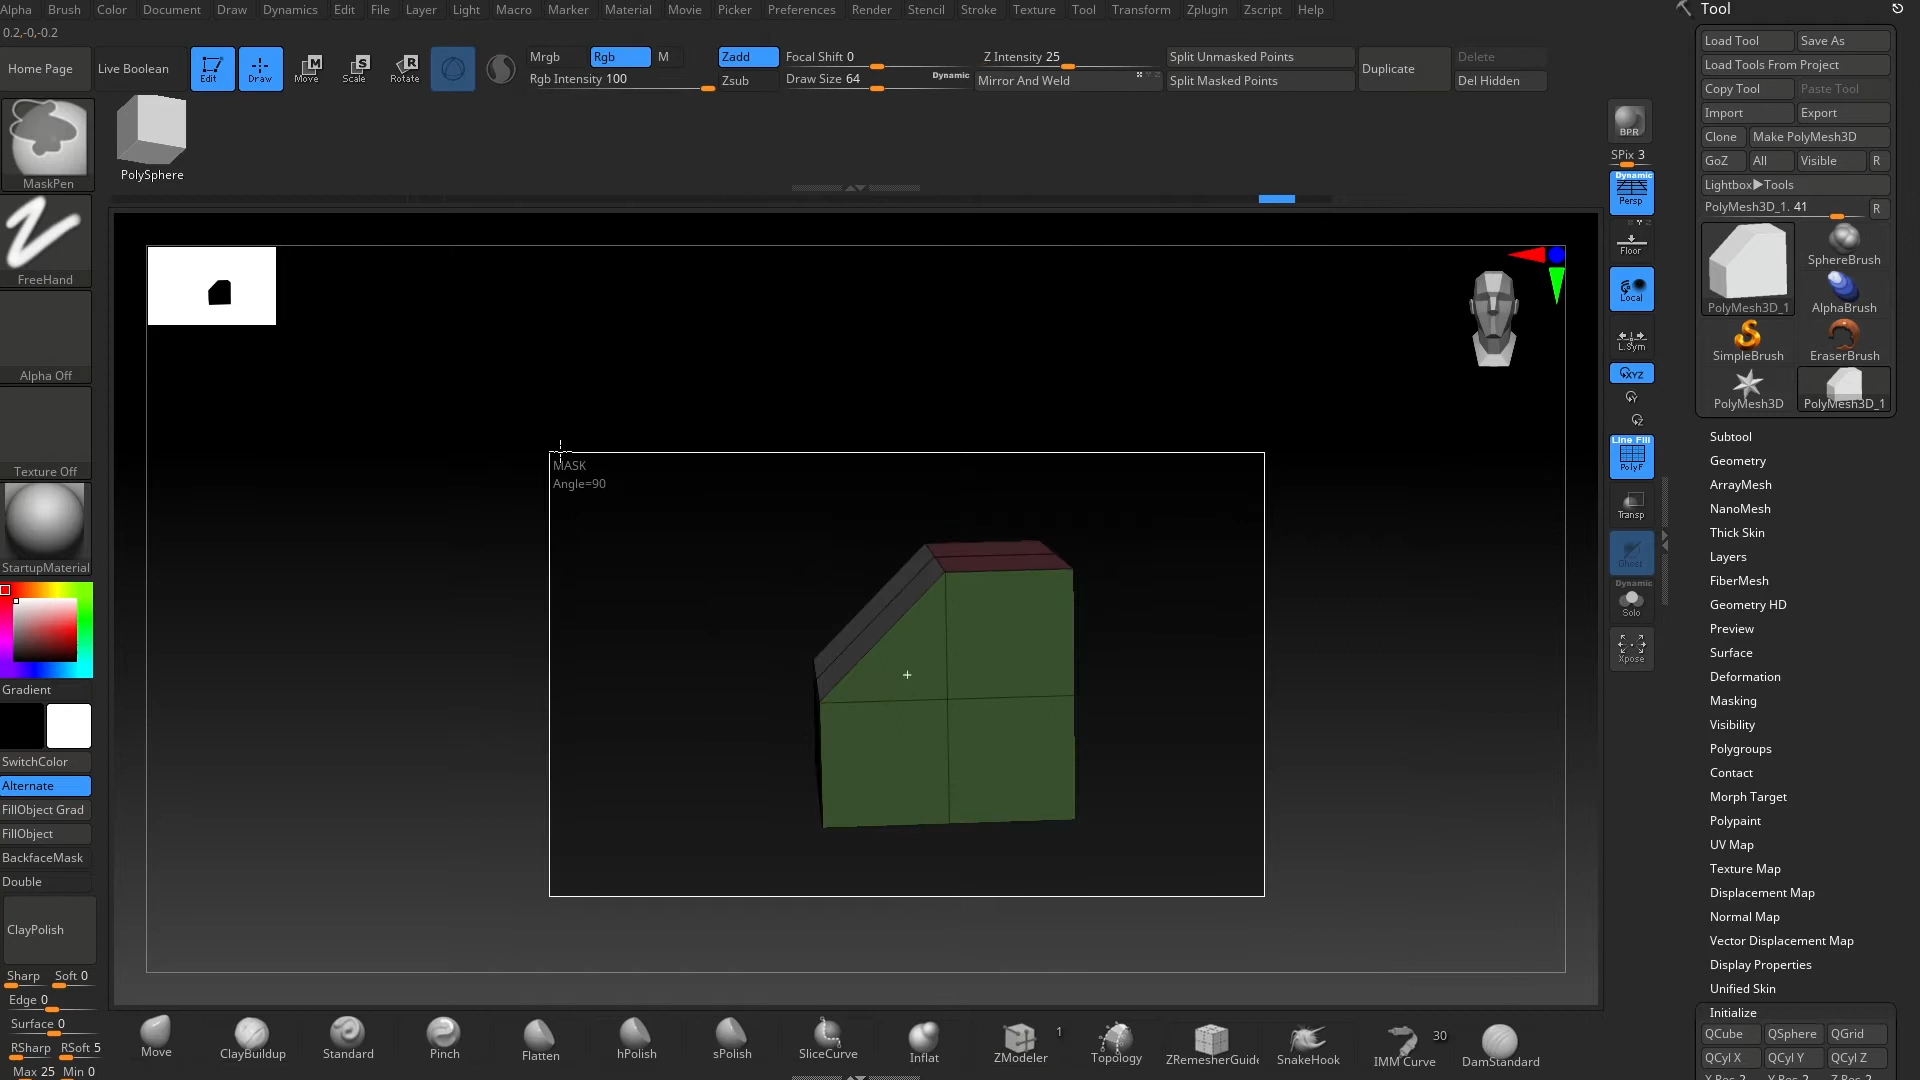 Alpha Brush Color Document Draw Dynamics Edit File Layer Light Macro Marker Material Movie Picker Preferences Render Stencil Stroke Texture Tool Transform Zplugin Zscript Help
Tool
0.2,-0,-0.2
Home Page
Live Boolean
Edit
Draw
Move
Scale
Rotate
M
S
R
Mrgb
Rgb
M
Rgb Intensity 100
Zadd
Zsub
Focal Shift 0
Draw Size 64
Dynamic
Z Intensity 25
Mirror And Weld
Split Unmasked Points
Split Masked Points
Duplicate
Delete
Del Hidden
MaskPen
PolySphere
FreeHand
Alpha Off
Texture Off
StartupMaterial
Gradient
SwitchColor
Alternate
FillObject Grad
FillObject
BackfaceMask
Double
ClayPolish
Sharp Soft 0
Edge 0
Surface 0
RSharp RSoft 5
Max 25 Min 0
MASK
Angle=90
BPR
SPix 3
Dynamic
Persp
Floor
Local
L.Sym
XYZ
Y
Z
Line Fill
PolyF
Transp
Ghost
Dynamic
Solo
Xpose
Load Tool Save As
Load Tools From Project
Copy Tool Paste Tool
Import Export
Clone Make PolyMesh3D
GoZ All Visible R
Lightbox▶Tools
PolyMesh3D_1. 41 R
PolyMesh3D_1
SphereBrush
AlphaBrush
SimpleBrush EraserBrush
PolyMesh3D PolyMesh3D_1
Subtool
Geometry
ArrayMesh
NanoMesh
Thick Skin
Layers
FiberMesh
Geometry HD
Preview
Surface
Deformation
Masking
Visibility
Polygroups
Contact
Morph Target
Polypaint
UV Map
Texture Map
Displacement Map
Normal Map
Vector Displacement Map
Display Properties
Unified Skin
Initialize
QCube QSphere QGrid
QCyl X QCyl Y QCyl Z
X Res 2 Y Res 2 Z Res 2
Move
ClayBuildup
Standard
Pinch
Flatten
hPolish
sPolish
SliceCurve
Inflat
ZModeler
1
Topology
ZRemesherGuide
SnakeHook
IMM Curve
30
DamStandard